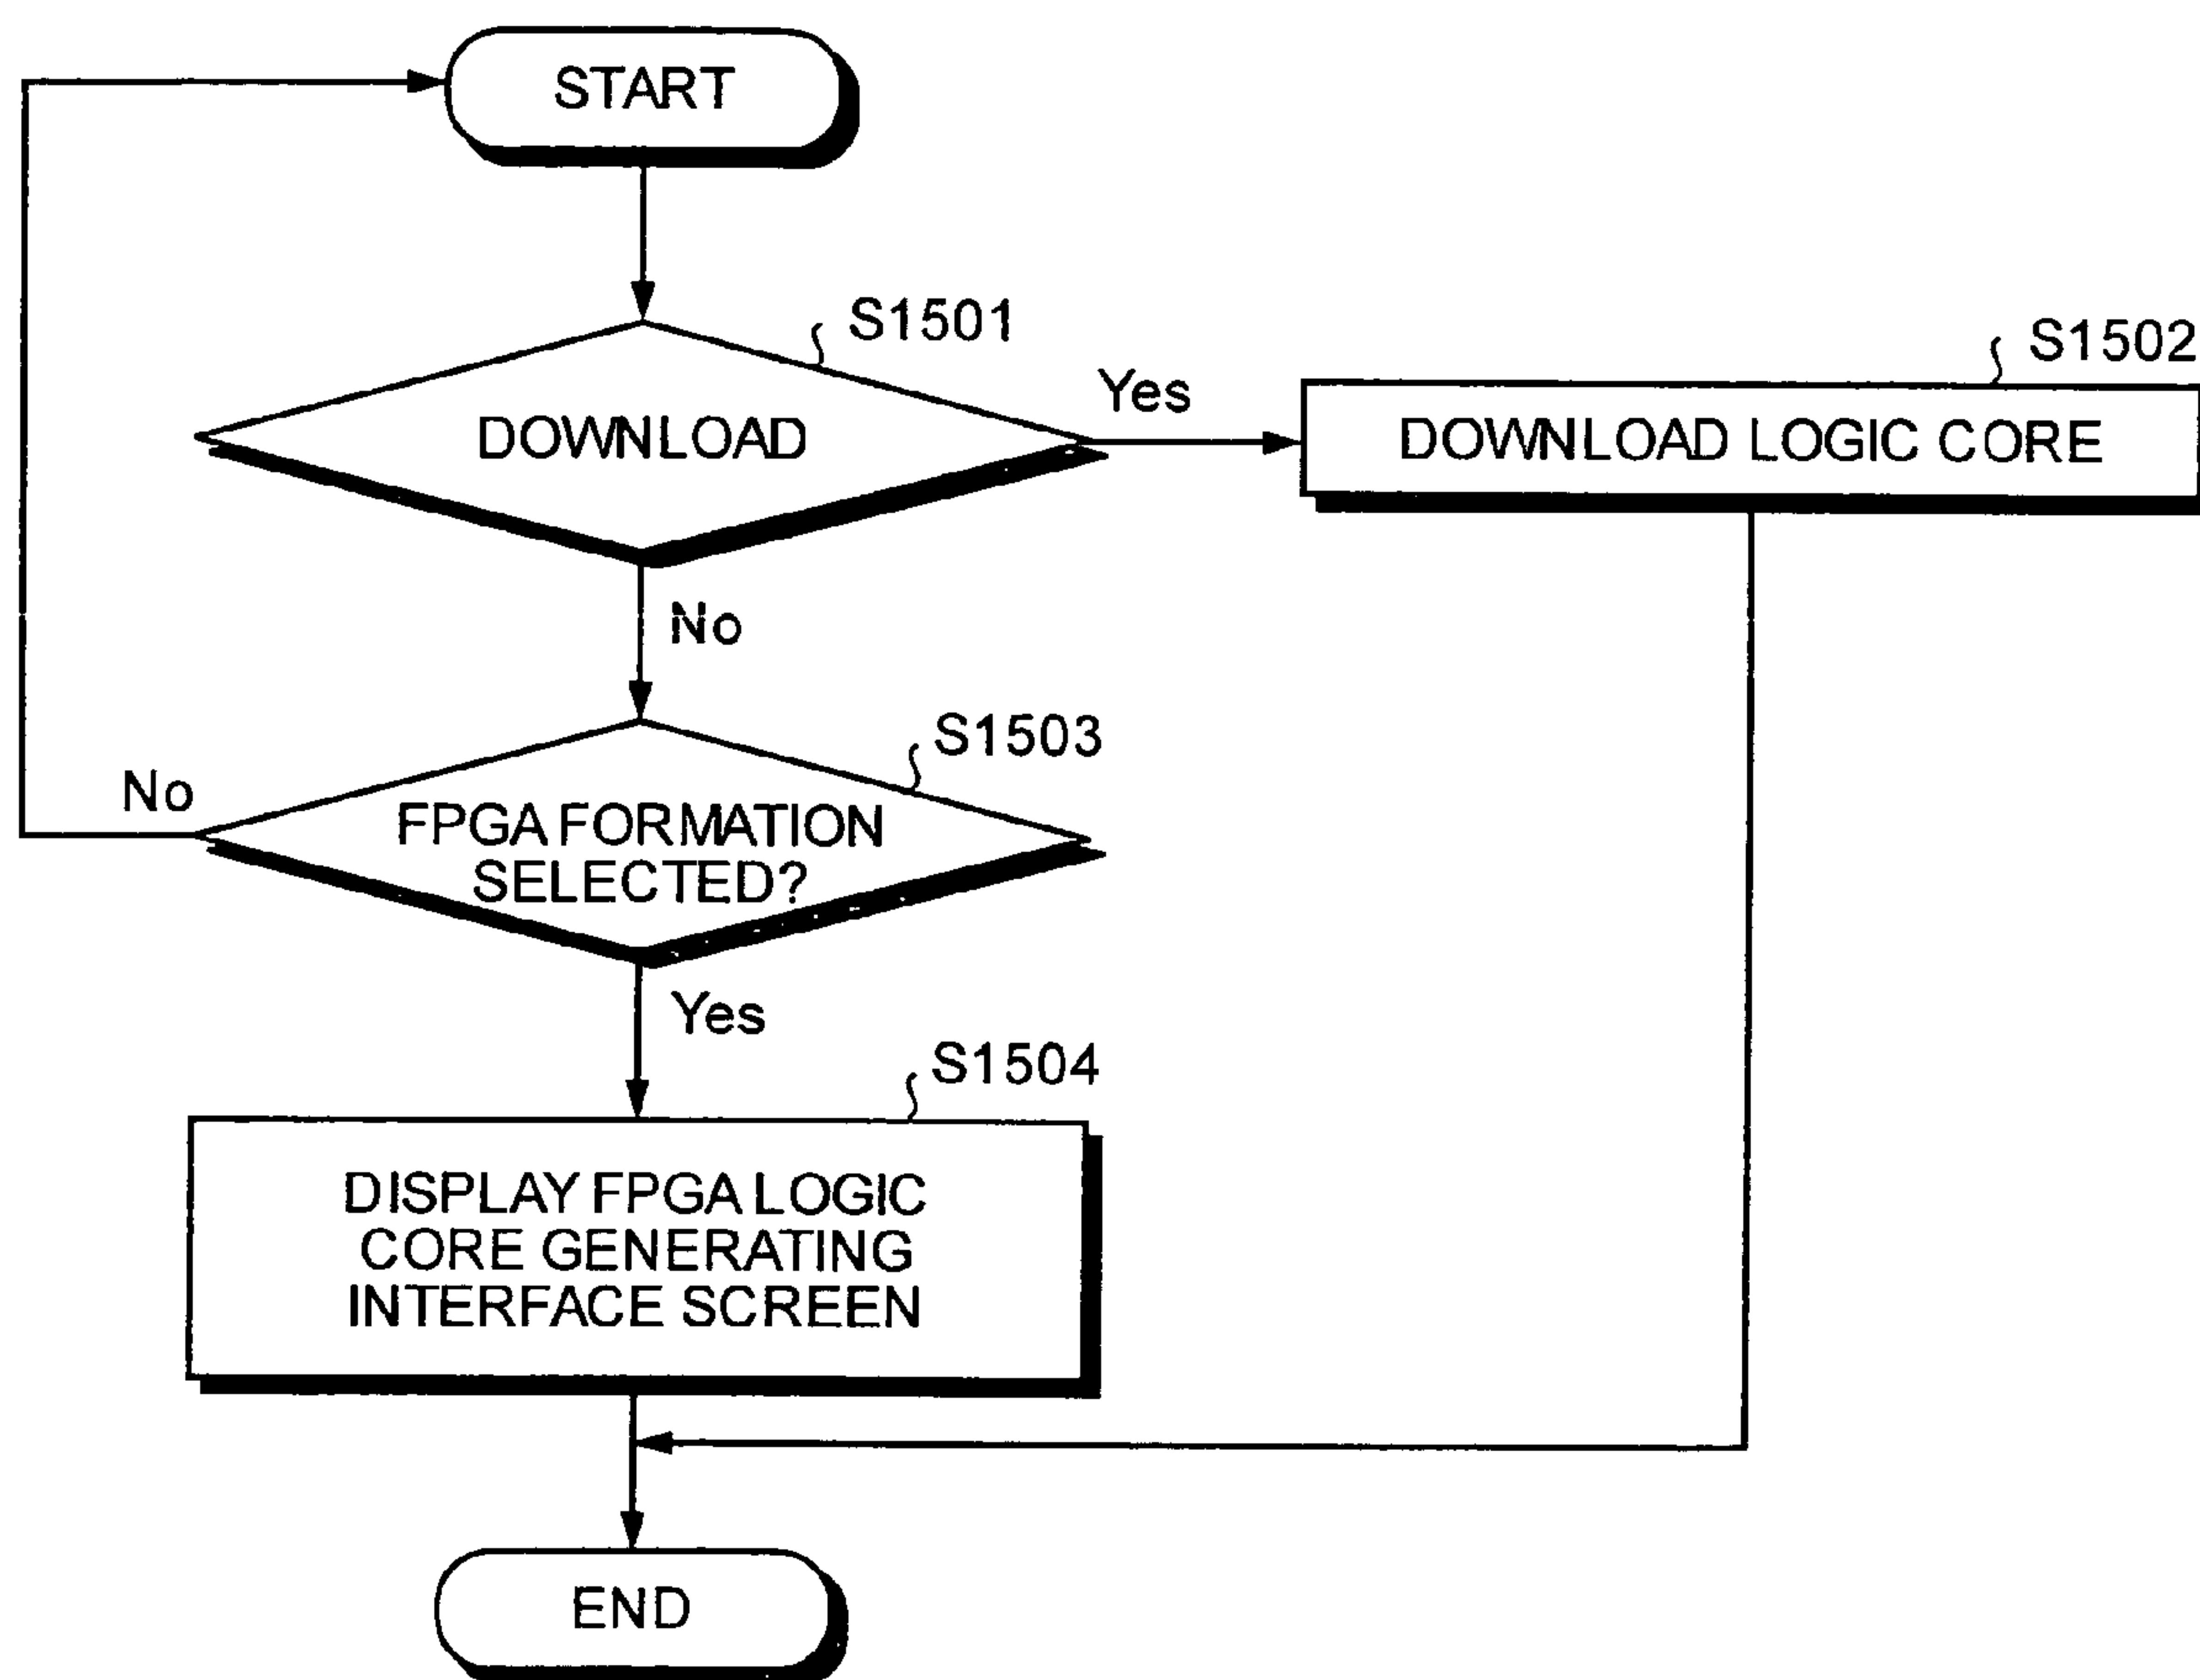 START
S1501
DOWNLOAD
Yes
S1502
DOWNLOAD LOGIC CORE
No
S1503
FPGA FORMATION
SELECTED?
No
Yes
S1504
DISPLAY FPGA LOGIC
CORE GENERATING
INTERFACE SCREEN
END